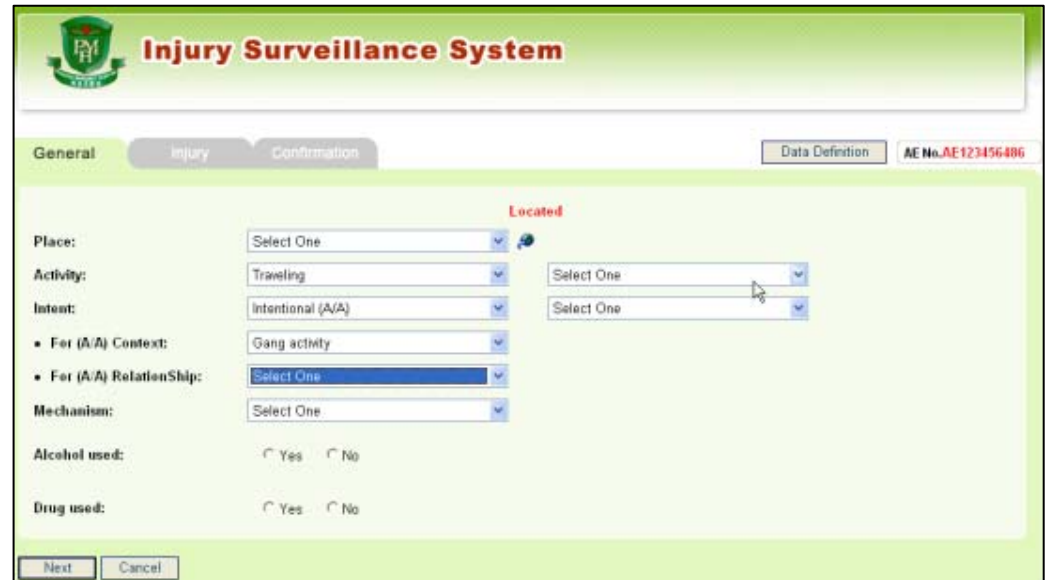 PMH
Injury Surveillance System
General Injury Confirmation Data Definition AE No.AE123456486
Located
Place: Select One
Activity: Traveling Select One
Intent: Intentional (A/A) Select One
• For (A/A) Context: Gang activity
• For (A/A) RelationShip: Select One
Mechanism: Select One
Alcohol used: Yes No
Drug used: Yes No
Next Cancel